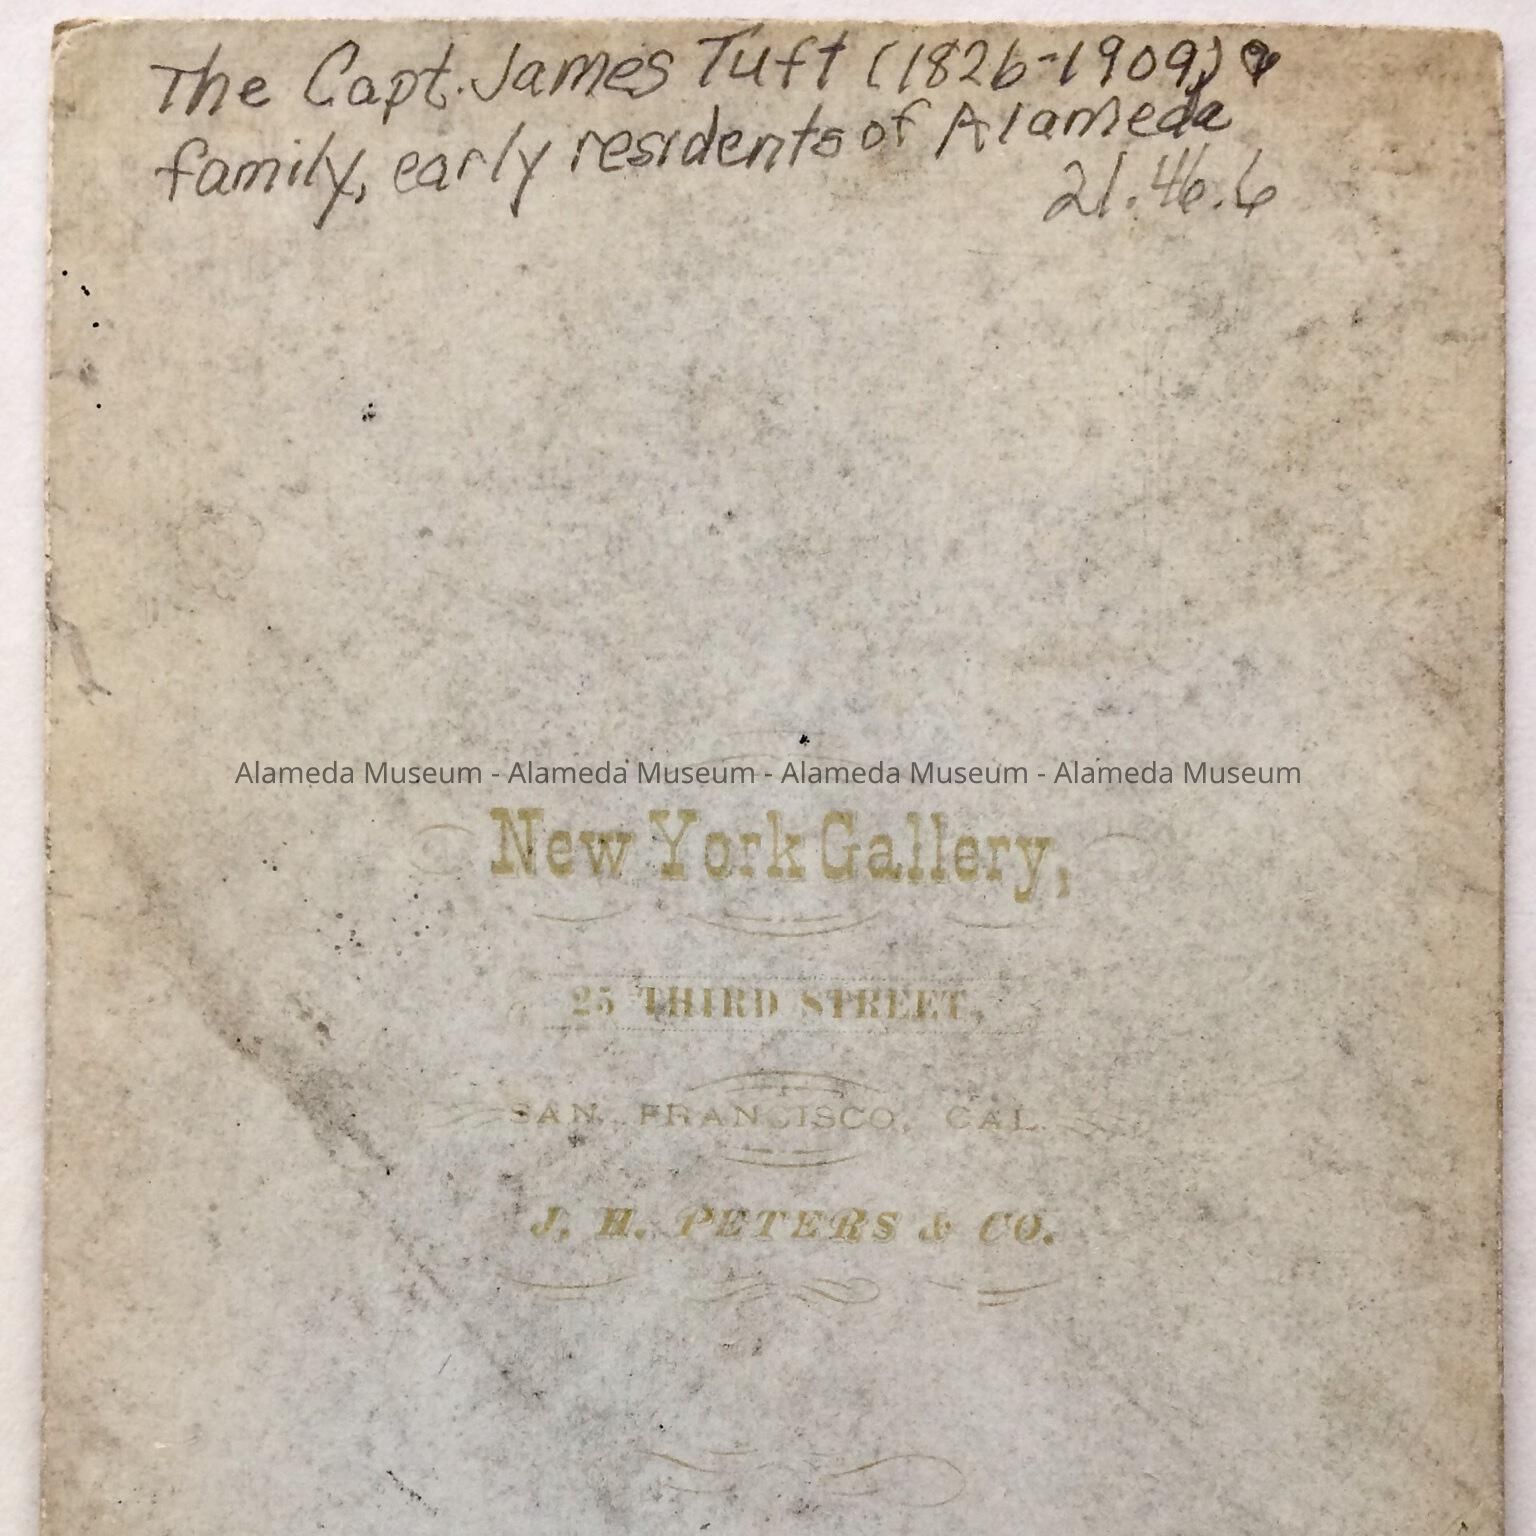 The Capt. James Tuft (1826-1909) &
family, early residents of Alameda
21.46.6
Alameda Museum - Alameda Museum - Alameda Museum - Alameda Museum
New York Gallery,
25 THIRD STREET,
SAN FRANCISCO, CAL.
J. H. PETERS & CO.